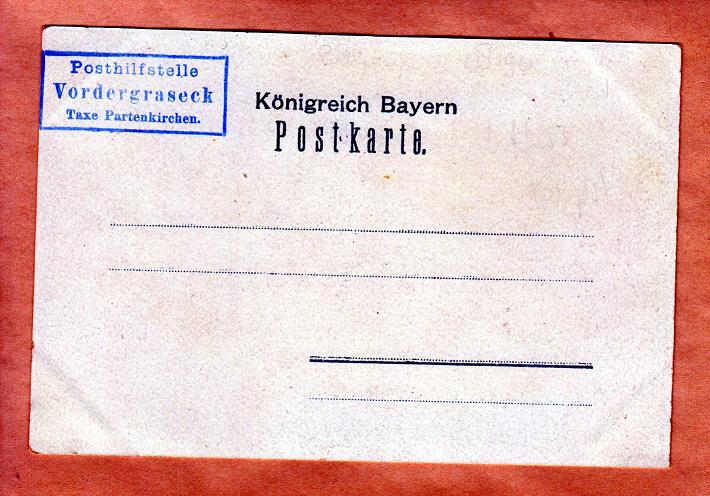 Posthilfstelle
Vordergraseck
Taxe Partenkirchen.
Königreich Bayern
Postkarte.